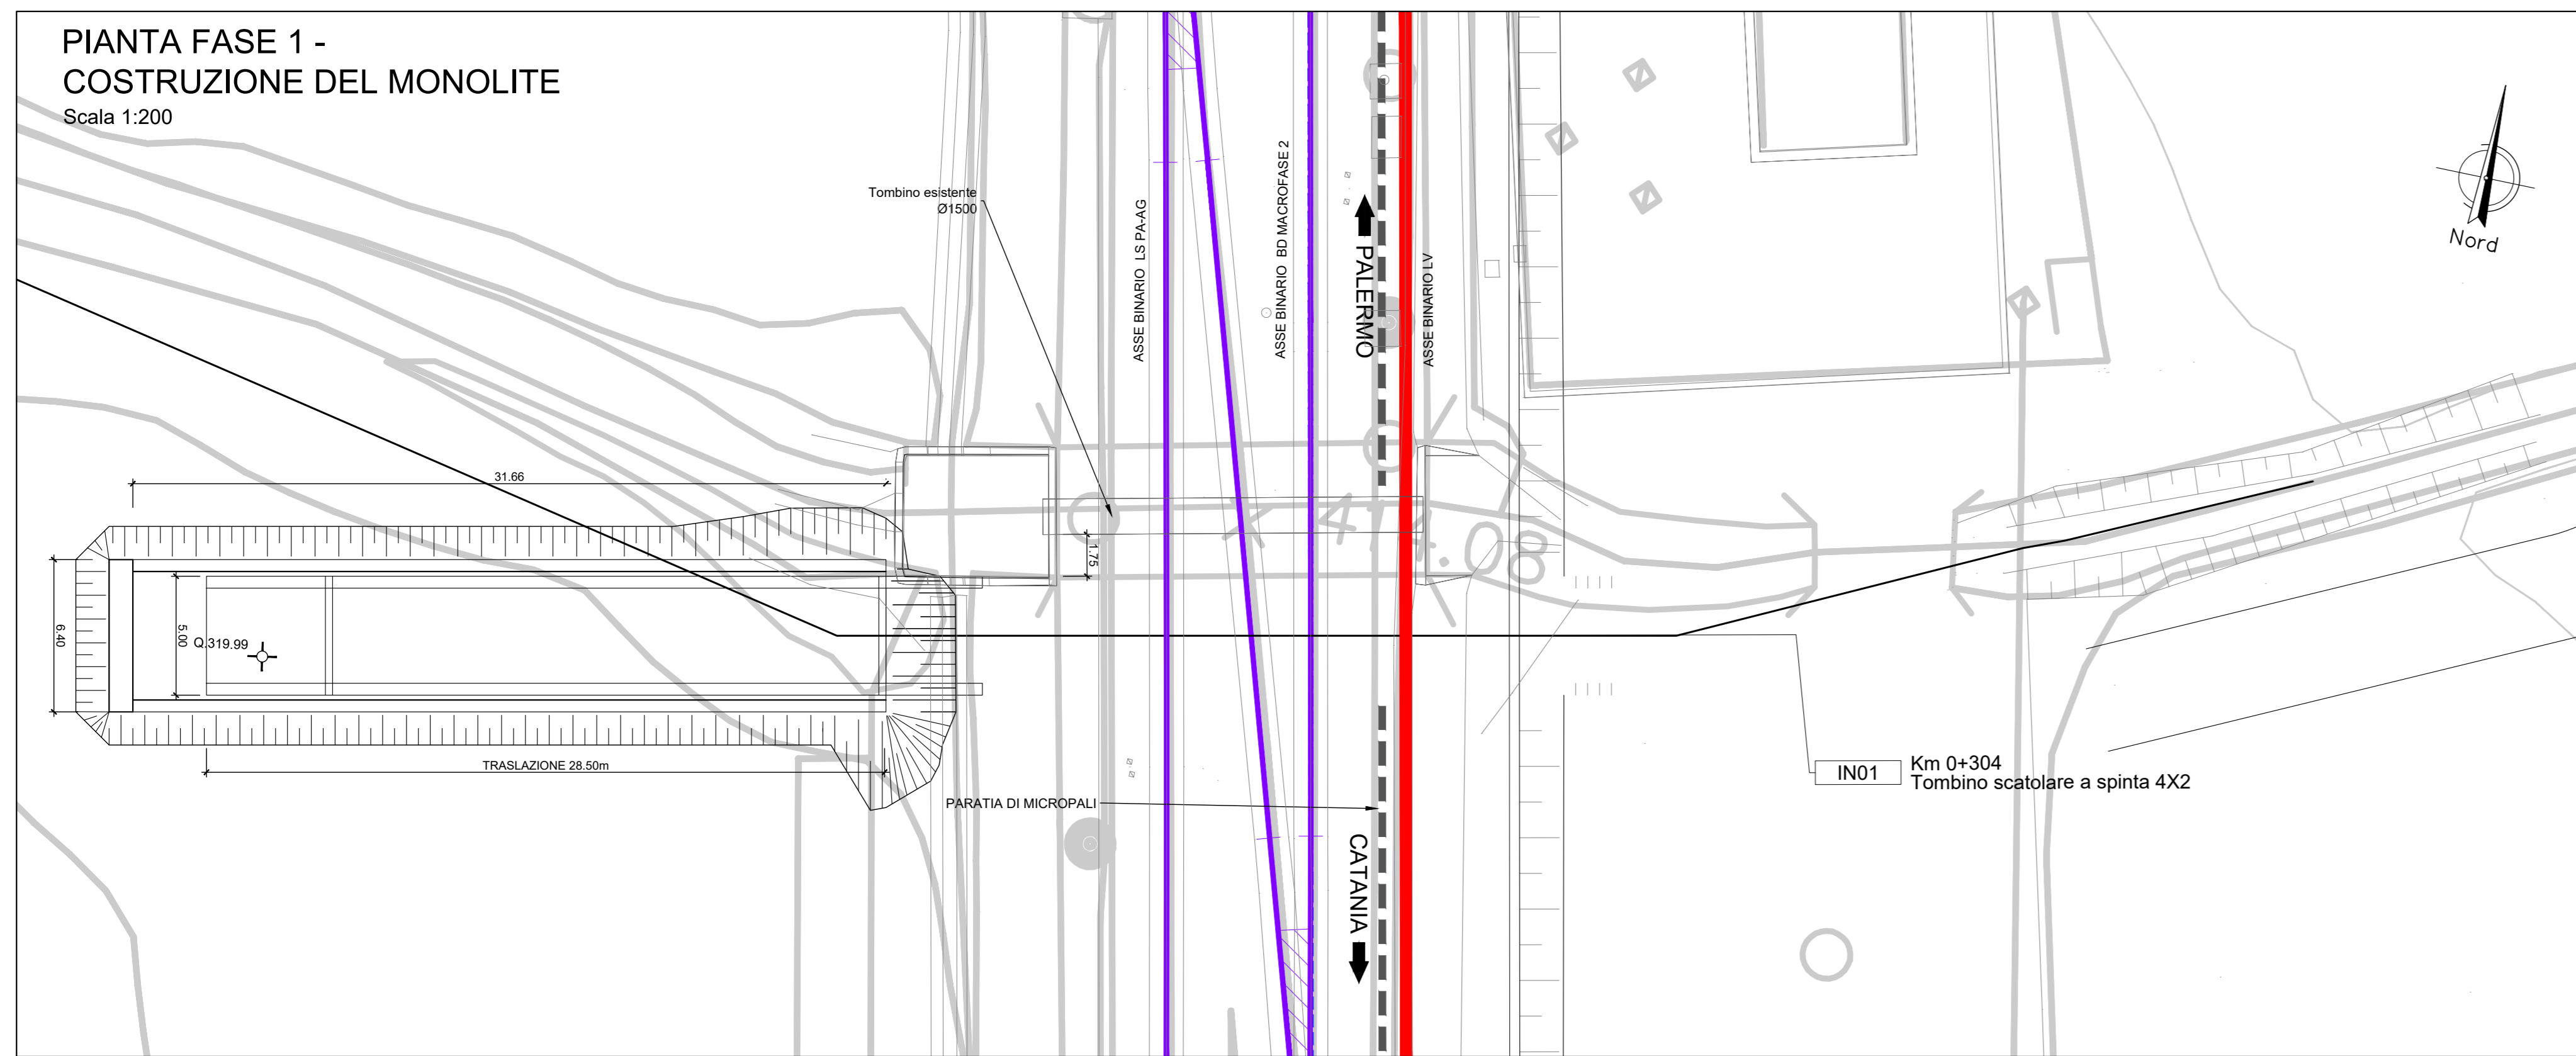 PIANTA FASE 1 -
COSTRUZIONE DEL MONOLITE
Scala 1:200
Tombino esistente
Ø1500
ASSE BINARIO LS PA-AG
ASSE BINARIO BD MACROFASE 2
PALERMO
ASSE BINARIO LV
Nord
31.66
414.08
1.75
6.40
5.00
Q.319.99
TRASLAZIONE 28.50m
PARATIA DI MICROPALI
CATANIA
IN01
Km 0+304
Tombino scatolare a spinta 4X2